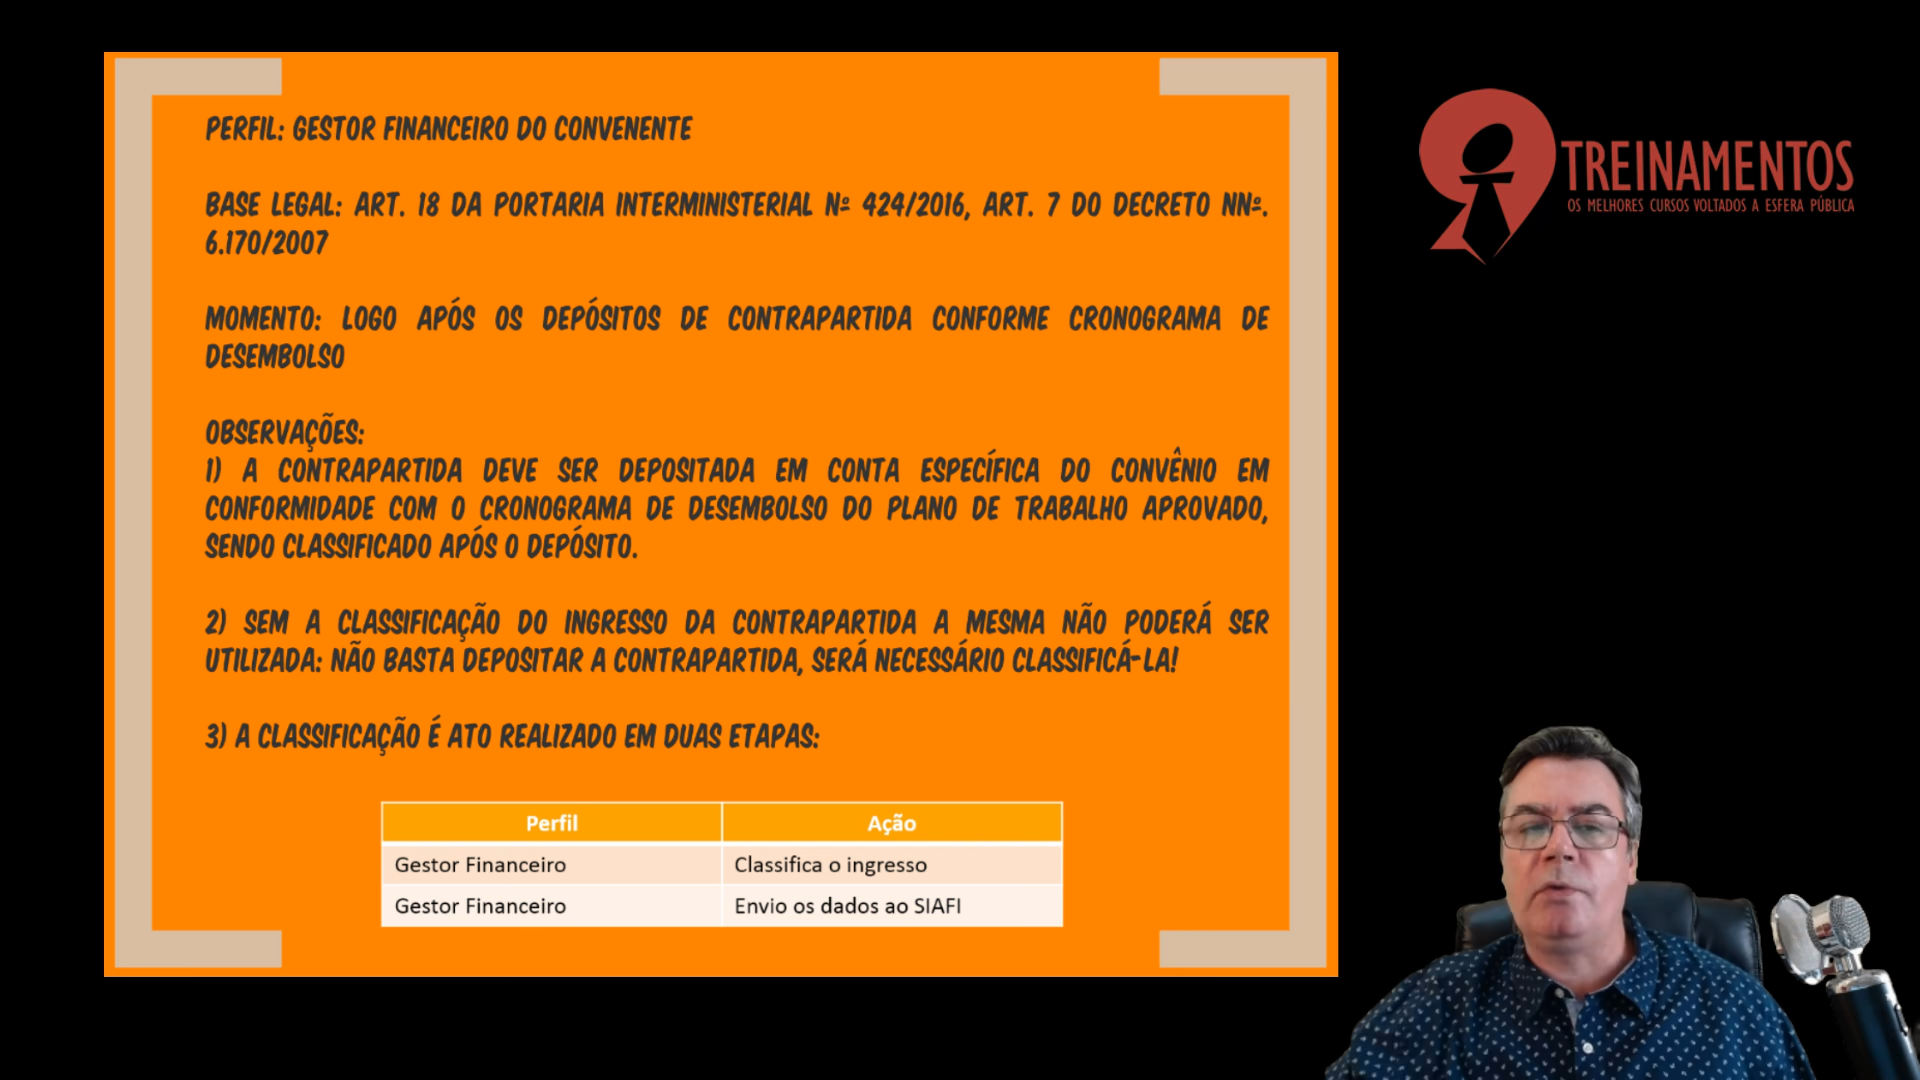 PERFIL: GESTOR FINANCEIRO DO CONVENENTE
BASE LEGAL: ART. 18 DA PORTARIA INTERMINISTERIAL Nº 424/2016, ART. 7 DO DECRETO NNº.
6.170/2007
MOMENTO: LOGO APÓS OS DEPÓSITOS DE CONTRAPARTIDA CONFORME CRONOGRAMA DE
DESEMBOLSO
OBSERVAÇÕES:
1) A CONTRAPARTIDA DEVE SER DEPOSITADA EM CONTA ESPECÍFICA DO CONVÊNIO EM
CONFORMIDADE COM O CRONOGRAMA DE DESEMBOLSO DO PLANO DE TRABALHO APROVADO,
SENDO CLASSIFICADO APÓS O DEPÓSITO.
2) SEM A CLASSIFICAÇÃO DO INGRESSO DA CONTRAPARTIDA A MESMA NÃO PODERÁ SER
UTILIZADA: NÃO BASTA DEPOSITAR A CONTRAPARTIDA, SERÁ NECESSÁRIO CLASSIFICÁ-LA!
3) A CLASSIFICAÇÃO É ATO REALIZADO EM DUAS ETAPAS:
Perfil Ação
Gestor Financeiro Classifica o ingresso
Gestor Financeiro Envio os dados ao SIAFI
TREINAMENTOS
OS MELHORES CURSOS VOLTADOS A ESFERA PÚBLICA